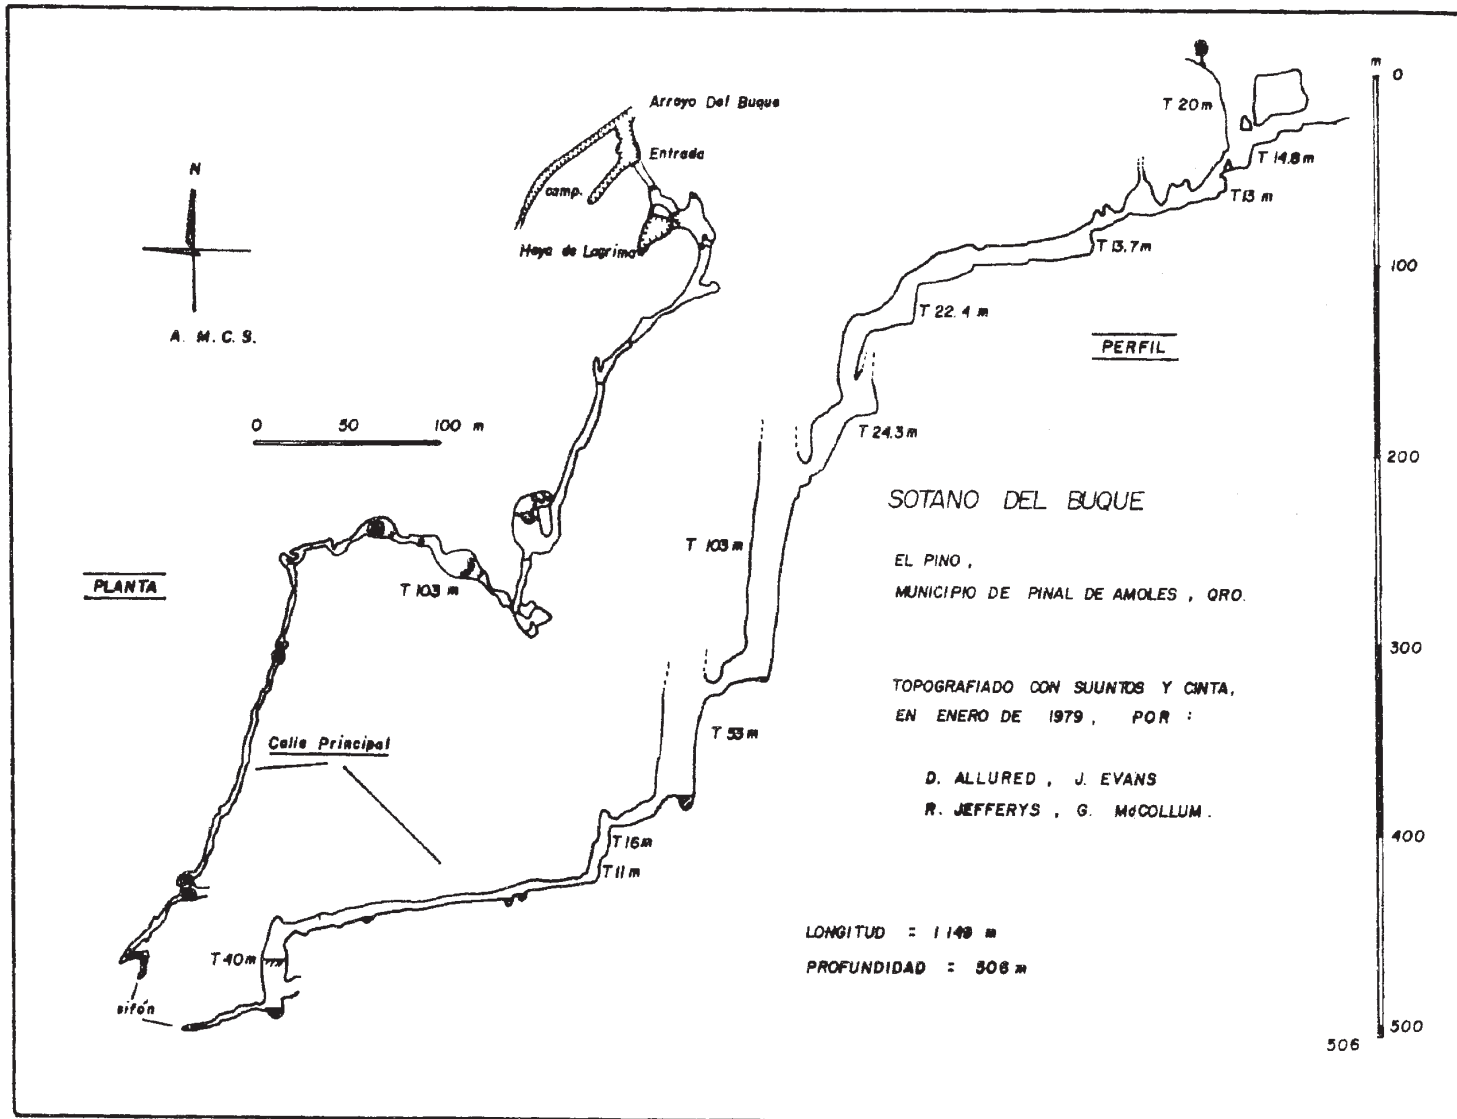 Arroyo Del Buque
Entrada
camp.
Hoya de Lagrima
N
A. M. C. S.
0 50 100 m
PLANTA
T 103 m
Calle Principal
sifón
m
0
100
200
300
400
500
506
T 20 m
T 14.8 m
T 13 m
T 13.7 m
T 22.4 m
T 24.3 m
T 103 m
T 53 m
T 16 m
T 11 m
T 40 m
PERFIL
SOTANO DEL BUQUE
EL PINO ,
MUNICIPIO DE PINAL DE AMOLES , QRO.
TOPOGRAFIADO CON SUUNTOS Y CINTA,
EN ENERO DE 1979 , POR :
D. ALLURED , J. EVANS
R. JEFFERYS , G. McCOLLUM .
LONGITUD = 1149 m
PROFUNDIDAD = 506 m